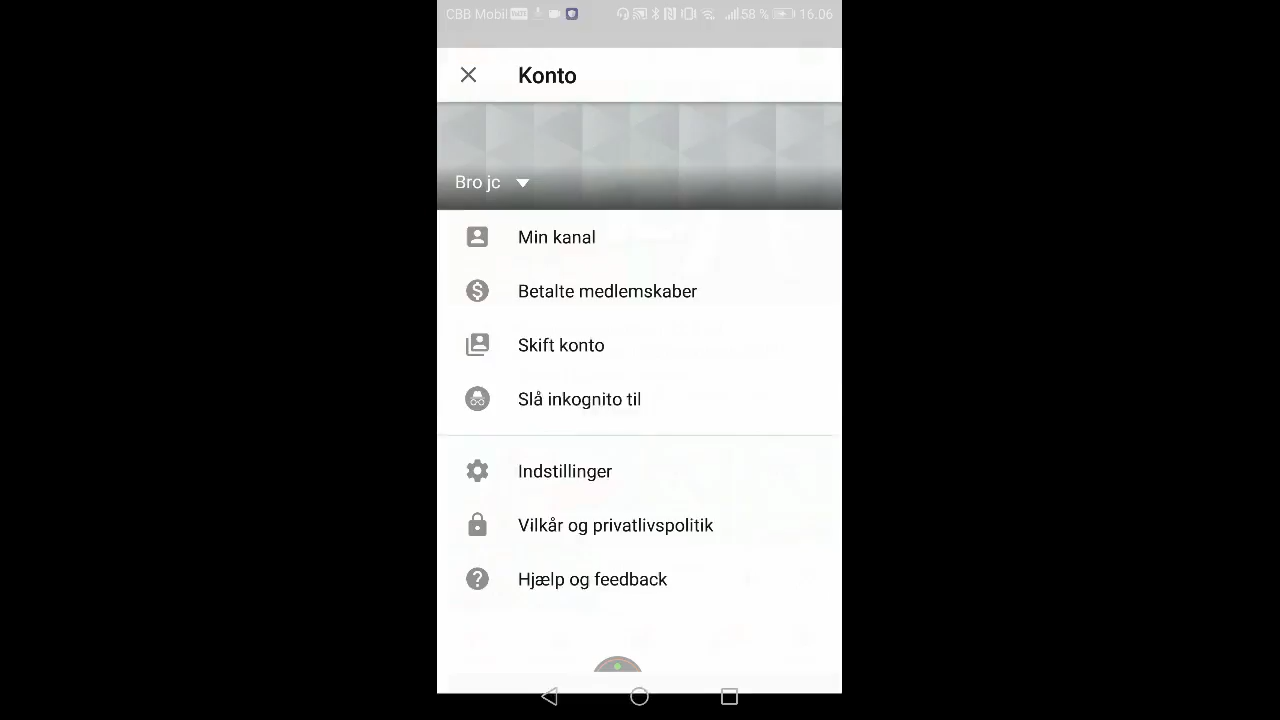 CBB Mobil VoLTE 58 % 16.06
Konto
Bro jc
Min kanal
Betalte medlemskaber
Skift konto
Slå inkognito til
Indstillinger
Vilkår og privatlivspolitik
Hjælp og feedback